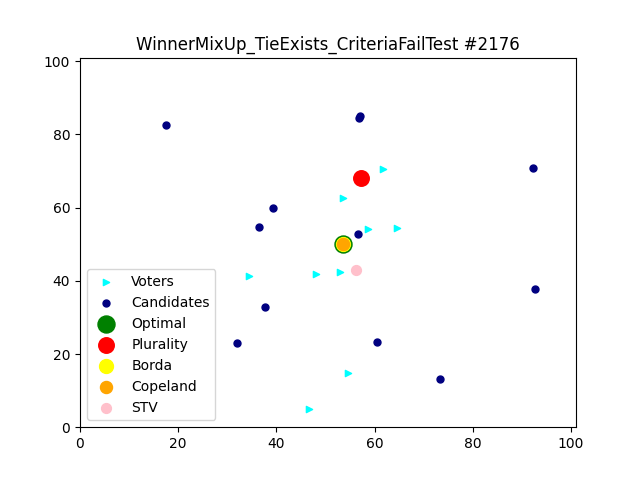 WinnerMixUp_TieExists_CriteriaFailTest #2176
100
80
60
40
20
0
Voters
Candidates
Optimal
Plurality
Borda
Copeland
STV
0 20 40 60 80 100